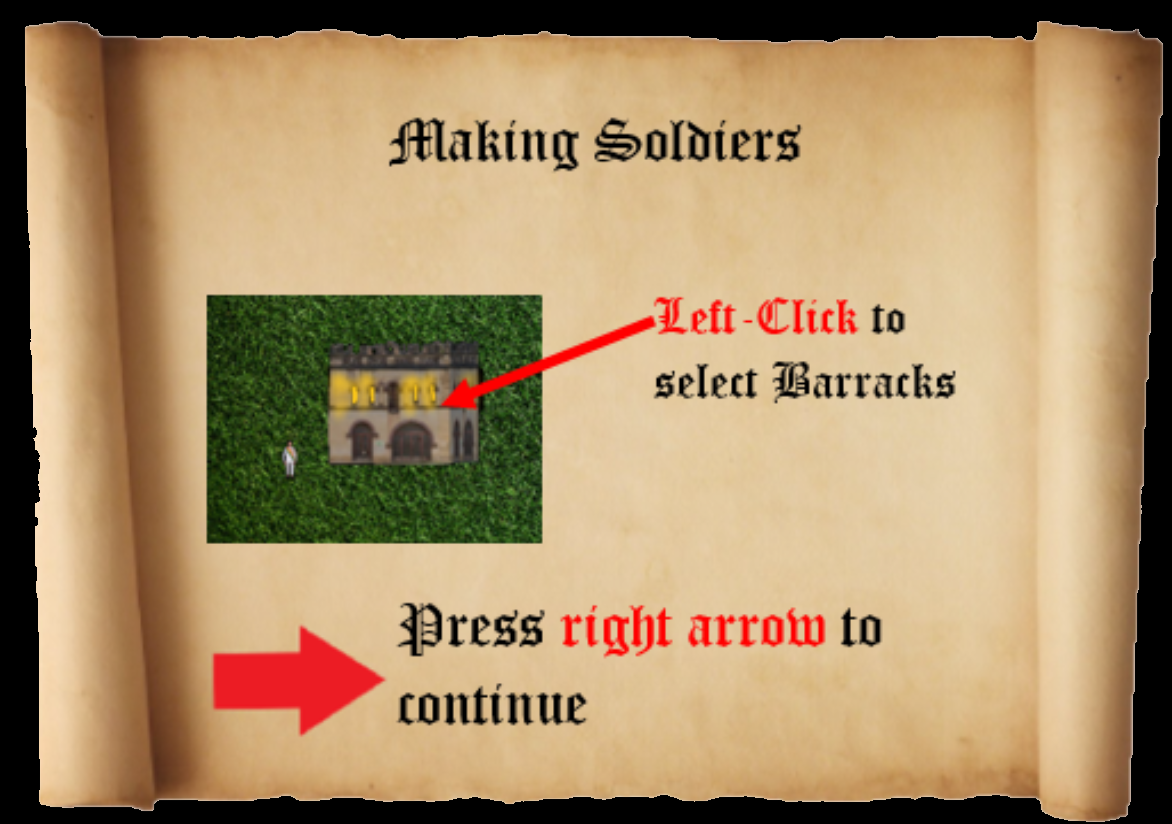 Making Soldiers
Left-Click to
select Barracks
Press right arrow to
continue